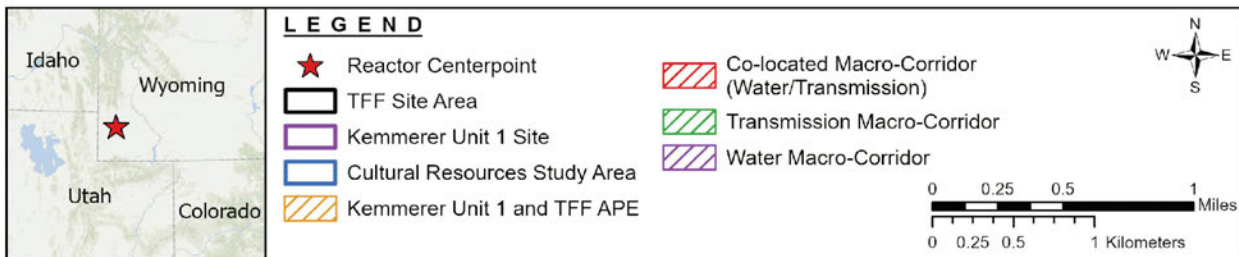 Idaho
Wyoming
Utah
Colorado
LEGEND
Reactor Centerpoint
TFF Site Area
Kemmerer Unit 1 Site
Cultural Resources Study Area
Kemmerer Unit 1 and TFF APE
Co-located Macro-Corridor
(Water/Transmission)
Transmission Macro-Corridor
Water Macro-Corridor
N
W E
S
0 0.25 0.5 1
Miles
0 0.25 0.5 1 Kilometers